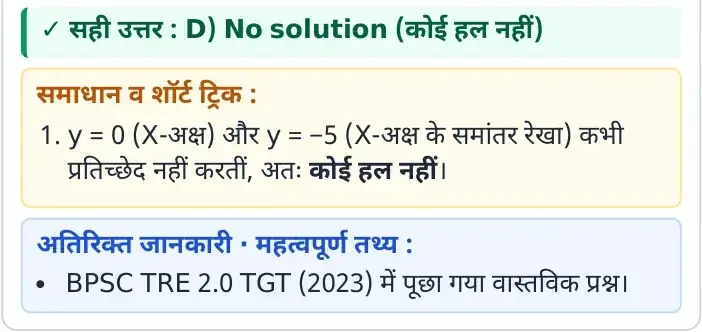 ✓ सही उत्तर : D) No solution (कोई हल नहीं)
समाधान व शॉर्ट ट्रिक :
1. y = 0 (X-अक्ष) और y = −5 (X-अक्ष के समांतर रेखा) कभी
प्रतिच्छेद नहीं करतीं, अतः कोई हल नहीं।
अतिरिक्त जानकारी · महत्वपूर्ण तथ्य :
• BPSC TRE 2.0 TGT (2023) में पूछा गया वास्तविक प्रश्न।